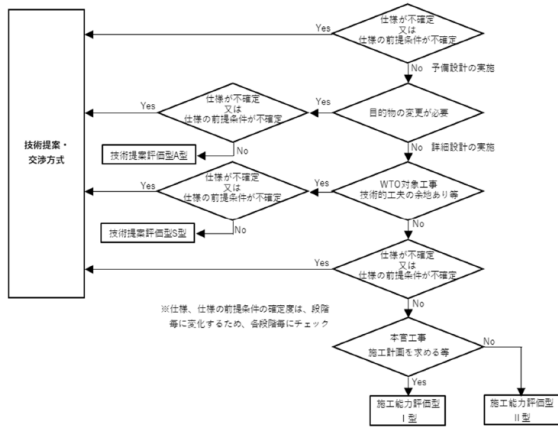 仕様が不確定
又は
仕様の前提条件が不確定
Yes
No
予備設計の実施
仕様が不確定
又は
仕様の前提条件が不確定
Yes
Yes
目的物の変更が必要
No
技術提案評価型A型
No
詳細設計の実施
技術提案・
交渉方式
仕様が不確定
又は
仕様の前提条件が不確定
Yes
Yes
WTO対象工事
技術的工夫の余地あり等
No
技術提案評価型S型
No
仕様が不確定
又は
仕様の前提条件が不確定
Yes
No
※仕様、仕様の前提条件の確定度は、段階
毎に変化するため、各段階毎にチェック
本官工事
施工計画を求める等
No
Yes
施工能力評価型
Ⅰ型
施工能力評価型
Ⅱ型